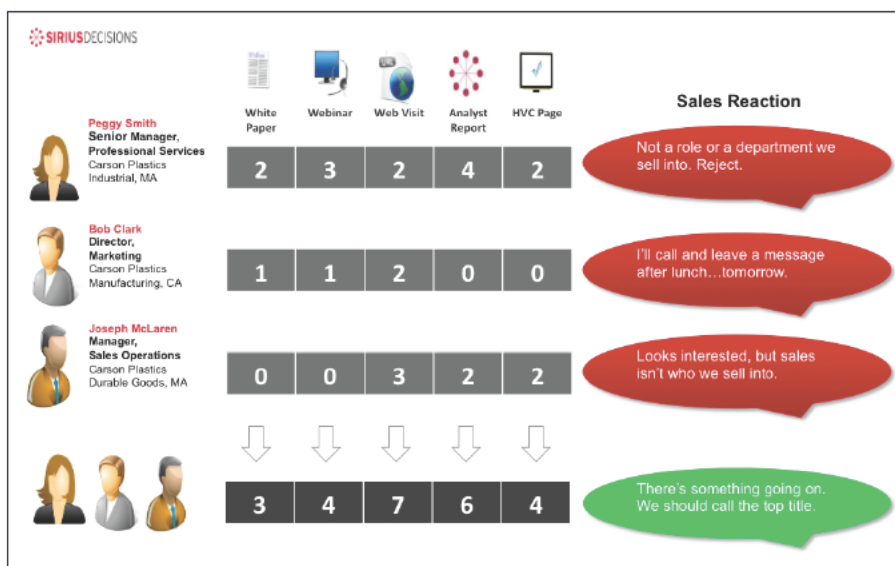 SIRIUSDECISIONS
URL
White
Paper
Webinar
Web Visit
Analyst
Report
HVC Page
Sales Reaction
Peggy Smith
Senior Manager,
Professional Services
Carson Plastics
Industrial, MA
2 3 2 4 2
Not a role or a department we
sell into. Reject.
Bob Clark
Director,
Marketing
Carson Plastics
Manufacturing, CA
1 1 2 0 0
I'll call and leave a message
after lunch…tomorrow.
Joseph McLaren
Manager,
Sales Operations
Carson Plastics
Durable Goods, MA
0 0 3 2 2
Looks interested, but sales
isn't who we sell into.
3 4 7 6 4
There's something going on.
We should call the top title.